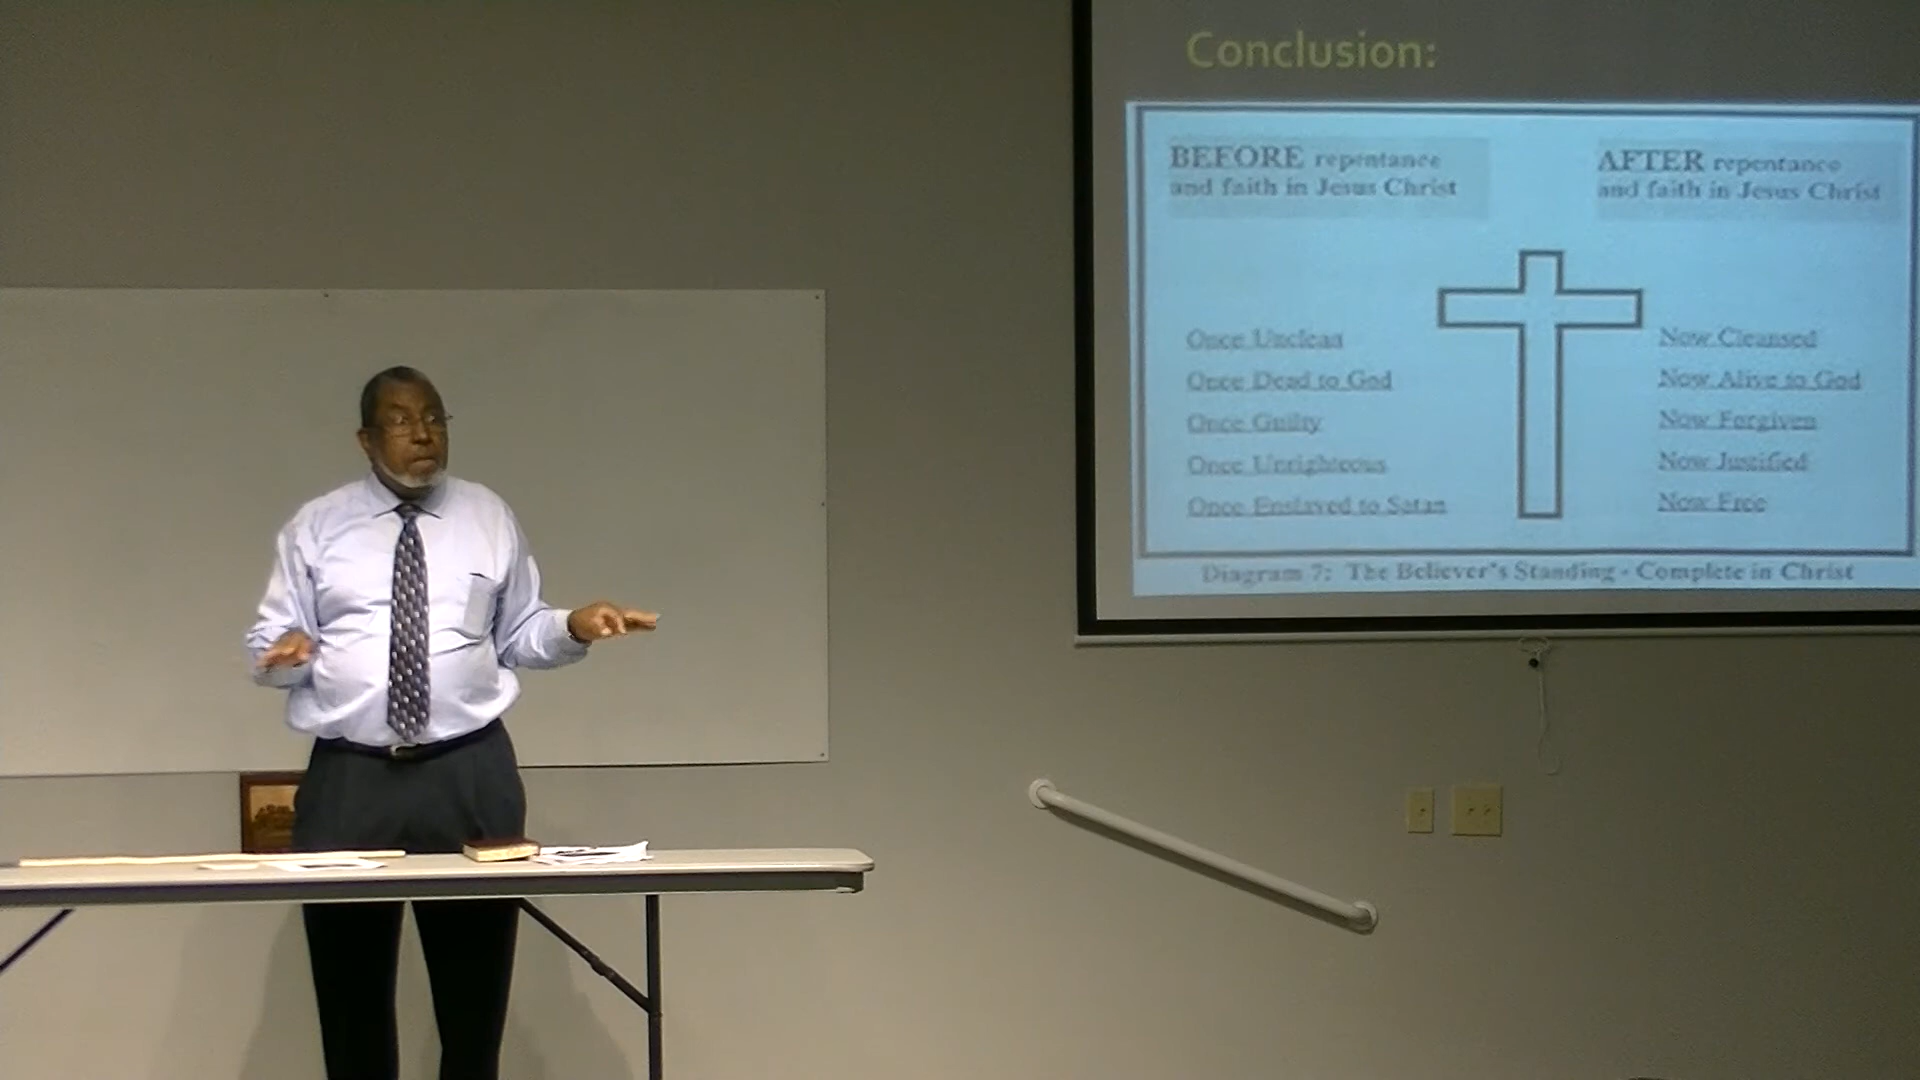 Conclusion:
BEFORE repentance
and faith in Jesus Christ
AFTER repentance
and faith in Jesus Christ
Once Unclean
Once Dead to God
Once Guilty
Once Unrighteous
Once Enslaved to Satan
Now Cleansed
Now Alive to God
Now Forgiven
Now Justified
Now Free
Diagram 7: The Believer's Standing - Complete in Christ